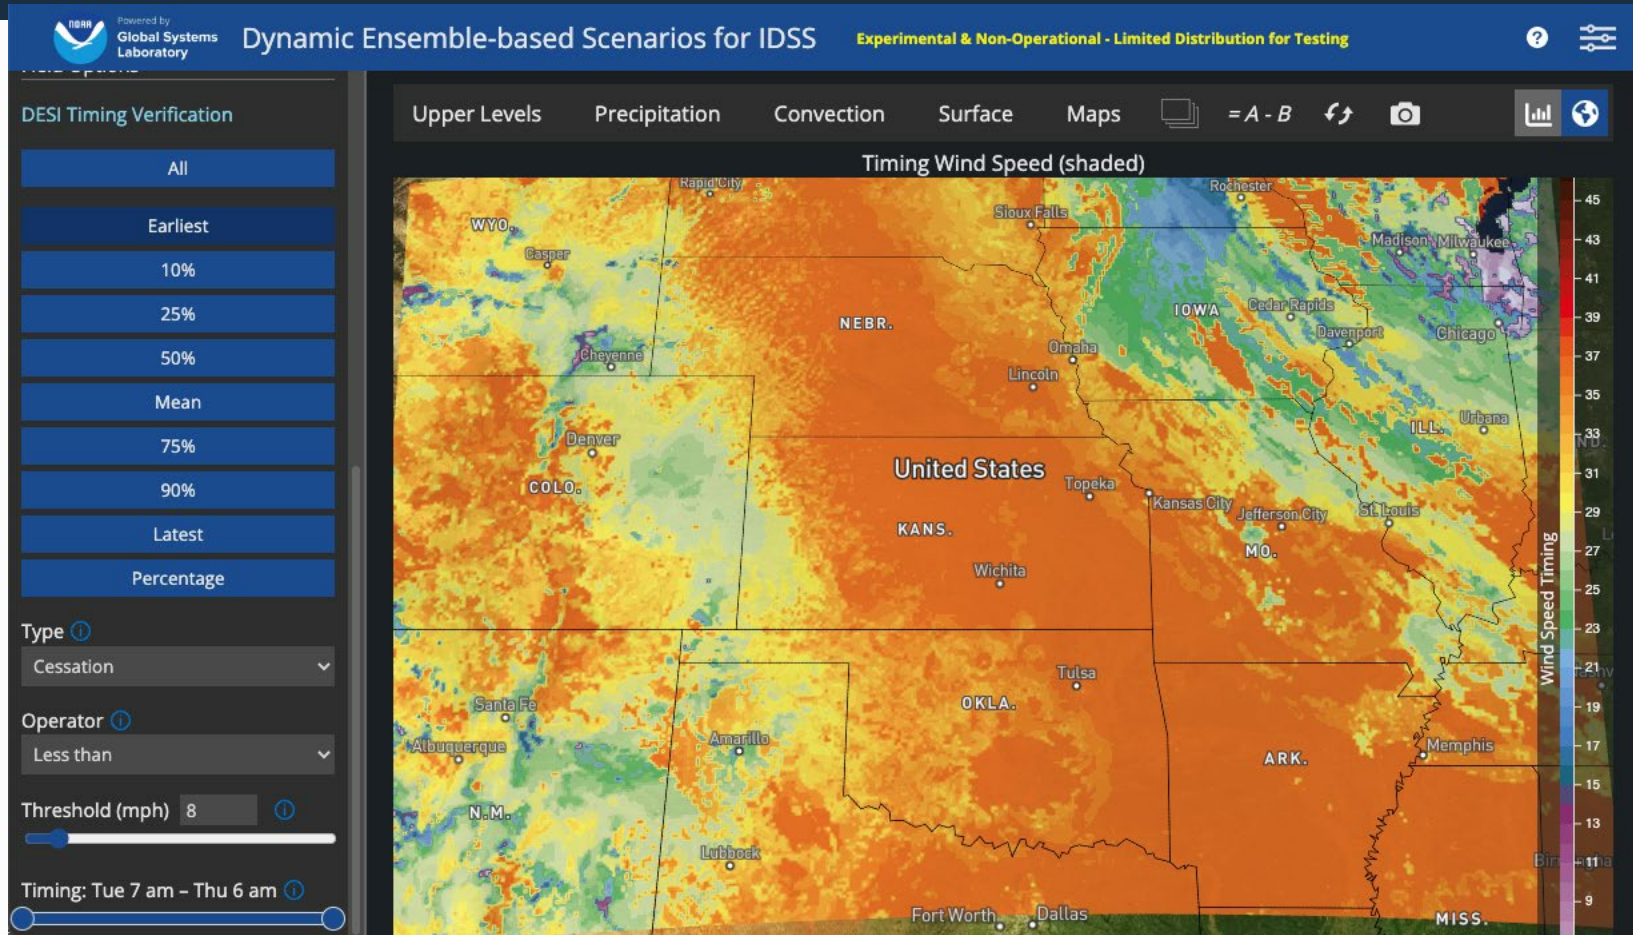 NOAA
Powered by
Global Systems
Laboratory
Dynamic Ensemble-based Scenarios for IDSS
Experimental & Non-Operational - Limited Distribution for Testing
?
DESI Timing Verification
All
Earliest
10%
25%
50%
Mean
75%
90%
Latest
Percentage
Type
Cessation
Operator
Less than
Threshold (mph) 8
Timing: Tue 7 am – Thu 6 am
Upper Levels Precipitation Convection Surface Maps = A - B
Timing Wind Speed (shaded)
Rapid City
Rochester
Sioux Falls
WYO.
Casper
Madison
Milwaukee
IOWA
Cedar Rapids
NEBR.
Davenport
Chicago
Cheyenne
Omaha
Lincoln
Urbana
ILL.
Denver
United States
COLO.
Topeka
Kansas City
Jefferson City
St. Louis
KANS.
MO.
Wichita
Tulsa
Santa Fe
OKLA.
Albuquerque
Amarillo
Memphis
ARK.
N.M.
Lubbock
Fort Worth
Dallas
MISS.
Wind Speed Timing
45
43
41
39
37
35
33
31
29
27
25
23
21
19
17
15
13
11
9